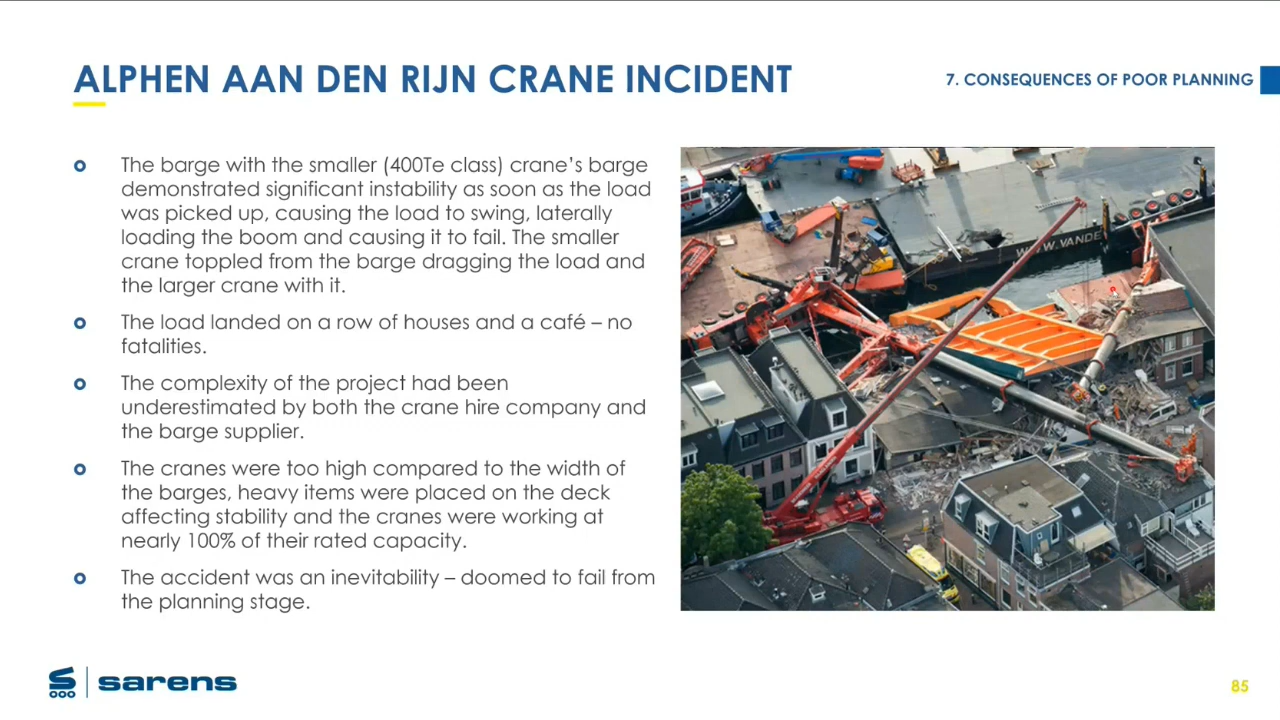 ALPHEN AAN DEN RIJN CRANE INCIDENT
7. CONSEQUENCES OF POOR PLANNING
The barge with the smaller (400Te class) crane's barge
demonstrated significant instability as soon as the load
was picked up, causing the load to swing, laterally
loading the boom and causing it to fail. The smaller
crane toppled from the barge dragging the load and
the larger crane with it.
The load landed on a row of houses and a café – no
fatalities.
The complexity of the project had been
underestimated by both the crane hire company and
the barge supplier.
The cranes were too high compared to the width of
the barges, heavy items were placed on the deck
affecting stability and the cranes were working at
nearly 100% of their rated capacity.
The accident was an inevitability – doomed to fail from
the planning stage.
sarens
85